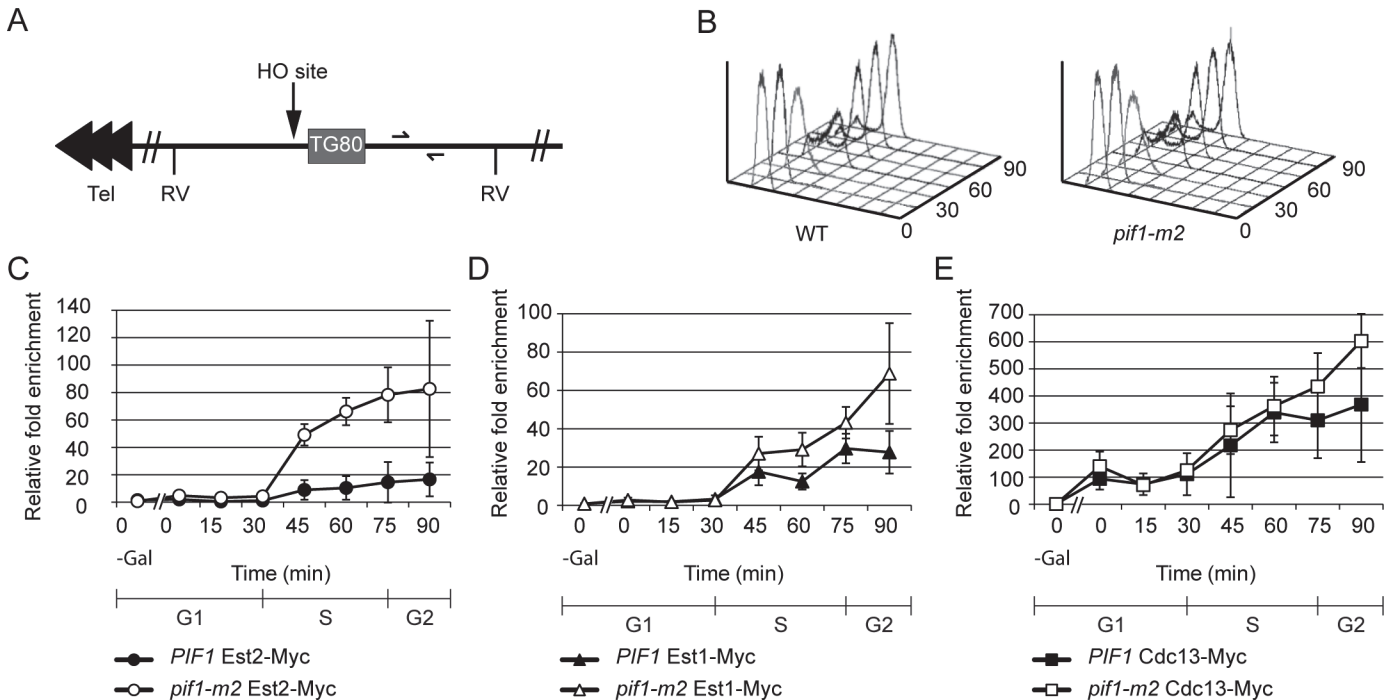 A
HO site
TG80
Tel
RV
RV
B
90
60
30
0
WT
90
60
30
0
pif1-m2
C
Relative fold enrichment
140
120
100
80
60
40
20
0
0 0 15 30 45 60 75 90
-Gal
Time (min)
G1 S G2
PIF1 Est2-Myc
pif1-m2 Est2-Myc
D
Relative fold enrichment
100
80
60
40
20
0
0 0 15 30 45 60 75 90
-Gal
Time (min)
G1 S G2
PIF1 Est1-Myc
pif1-m2 Est1-Myc
E
Relative fold enrichment
700
600
500
400
300
200
100
0
0 0 15 30 45 60 75 90
-Gal
Time (min)
G1 S G2
PIF1 Cdc13-Myc
pif1-m2 Cdc13-Myc